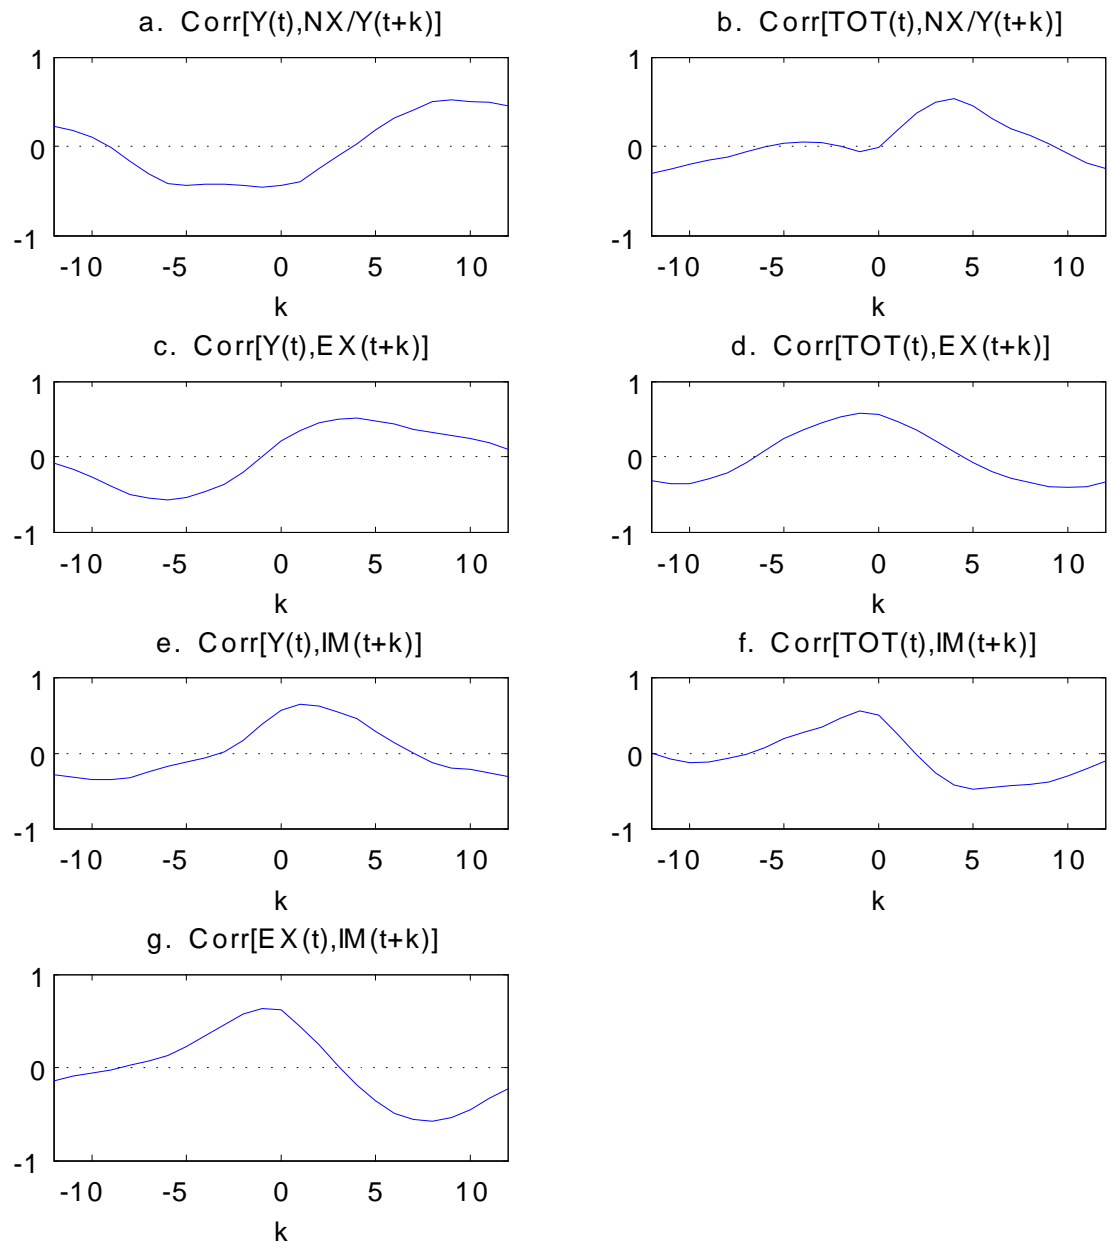 a. Corr[Y(t),NX/Y(t+k)]
1
0
-1
-10 -5 0 5 10
k
b. Corr[TOT(t),NX/Y(t+k)]
1
0
-1
-10 -5 0 5 10
k
c. Corr[Y(t),EX(t+k)]
1
0
-1
-10 -5 0 5 10
k
d. Corr[TOT(t),EX(t+k)]
1
0
-1
-10 -5 0 5 10
k
e. Corr[Y(t),IM(t+k)]
1
0
-1
-10 -5 0 5 10
k
f. Corr[TOT(t),IM(t+k)]
1
0
-1
-10 -5 0 5 10
k
g. Corr[EX(t),IM(t+k)]
1
0
-1
-10 -5 0 5 10
k